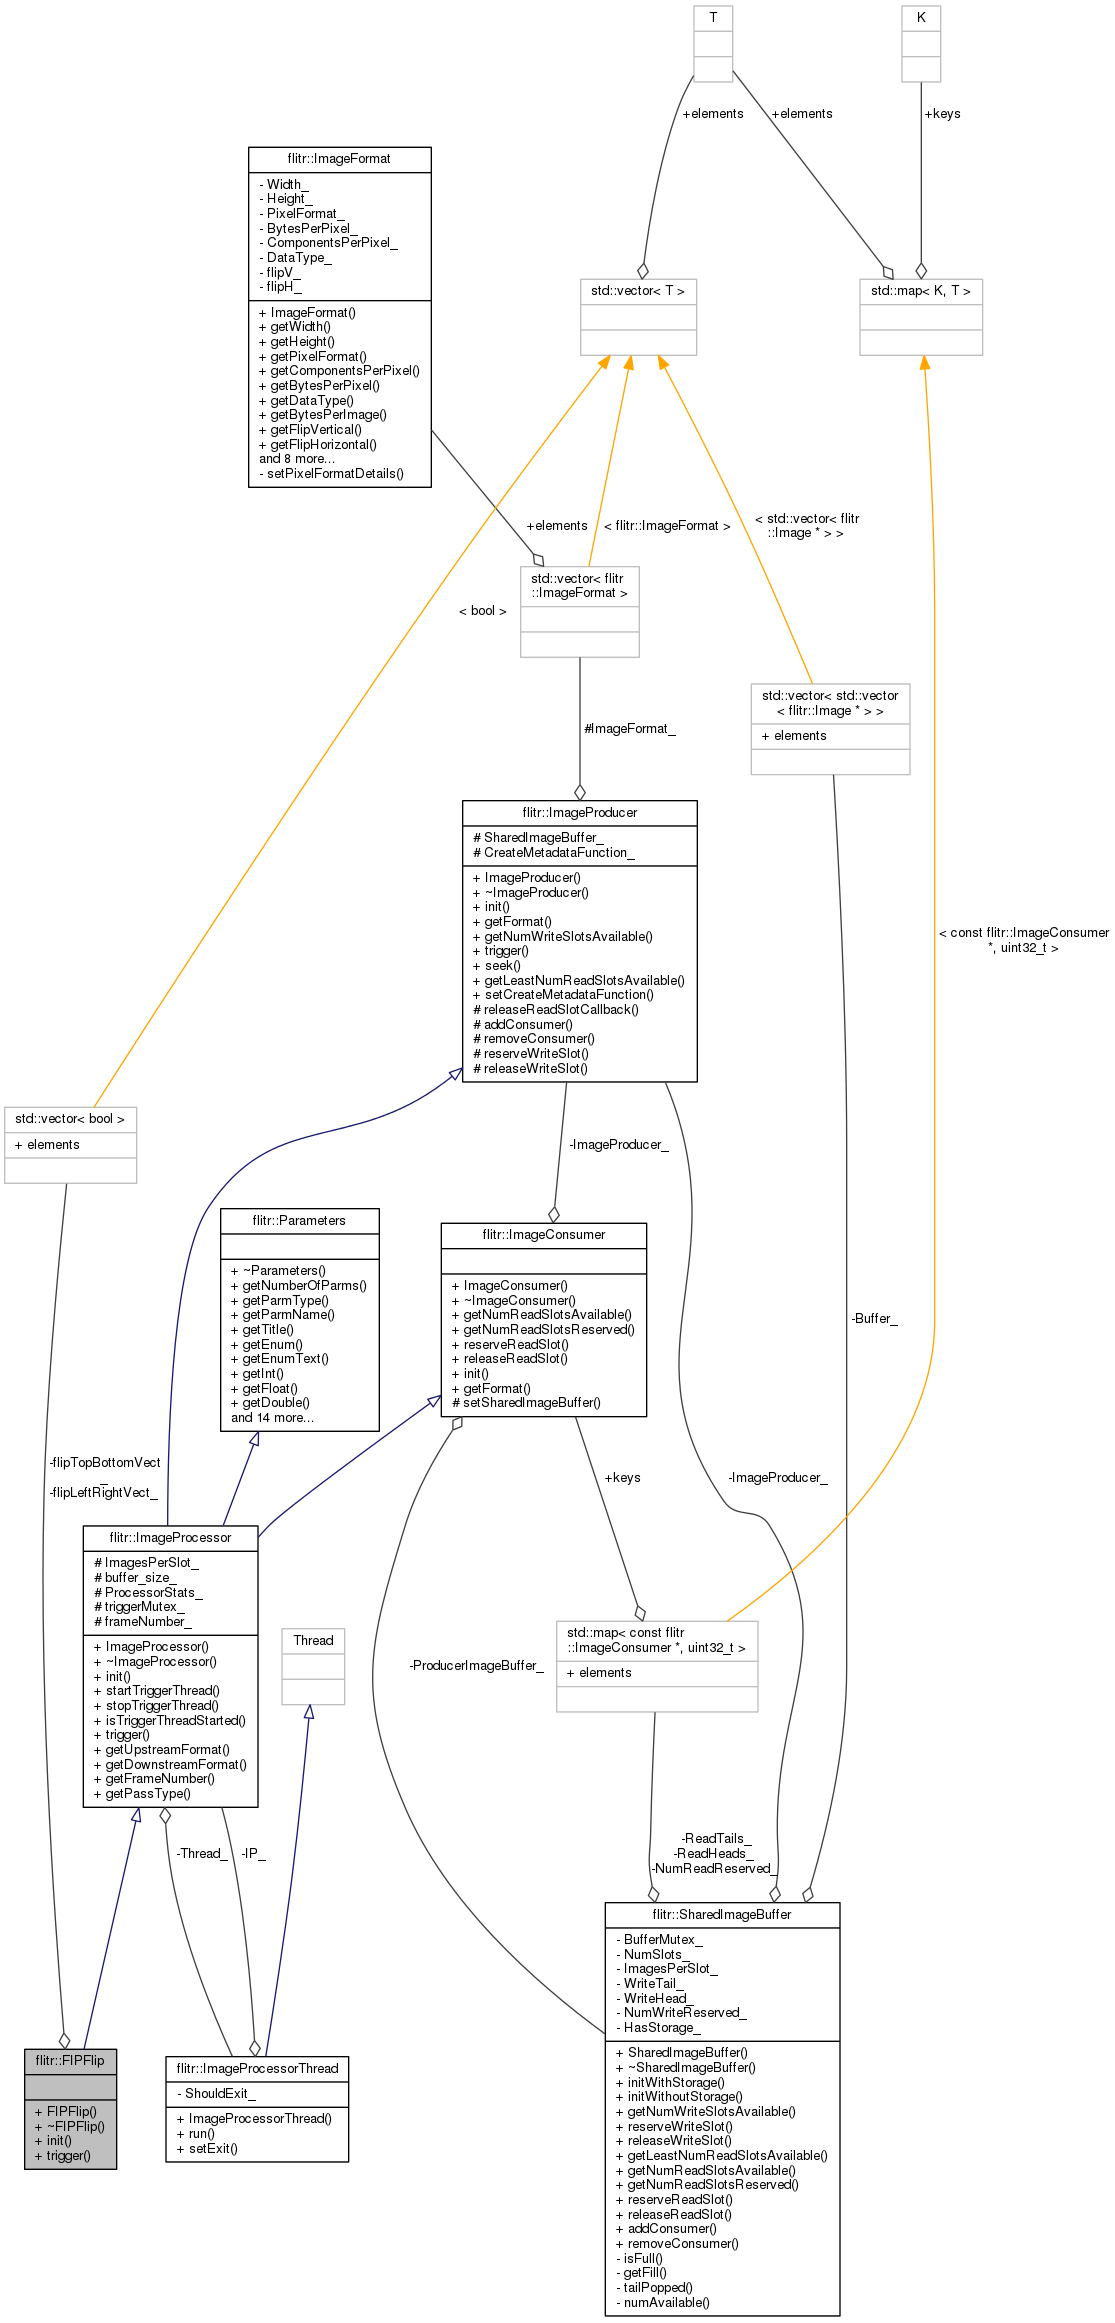 T
K
+elements
+elements
+keys
flitr::ImageFormat
- Width_
- Height_
- PixelFormat_
- BytesPerPixel_
- ComponentsPerPixel_
- DataType_
- flipV_
- flipH_
+ ImageFormat()
+ getWidth()
+ getHeight()
+ getPixelFormat()
+ getComponentsPerPixel()
+ getBytesPerPixel()
+ getDataType()
+ getBytesPerImage()
+ getFlipVertical()
+ getFlipHorizontal()
and 8 more...
- setPixelFormatDetails()
std::vector< T >
std::map< K, T >
+elements
< flitr::ImageFormat >
< std::vector< flitr
::Image * > >
< bool >
std::vector< flitr
::ImageFormat >
std::vector< std::vector
< flitr::Image * > >
+ elements
#ImageFormat_
flitr::ImageProducer
# SharedImageBuffer_
# CreateMetadataFunction_
+ ImageProducer()
+ ~ImageProducer()
+ init()
+ getFormat()
+ getNumWriteSlotsAvailable()
+ trigger()
+ seek()
+ getLeastNumReadSlotsAvailable()
+ setCreateMetadataFunction()
# releaseReadSlotCallback()
# addConsumer()
# removeConsumer()
# reserveWriteSlot()
# releaseWriteSlot()
< const flitr::ImageConsumer
*, uint32_t >
std::vector< bool >
+ elements
-ImageProducer_
flitr::Parameters
+ ~Parameters()
+ getNumberOfParms()
+ getParmType()
+ getParmName()
+ getTitle()
+ getEnum()
+ getEnumText()
+ getInt()
+ getFloat()
+ getDouble()
and 14 more...
flitr::ImageConsumer
+ ImageConsumer()
+ ~ImageConsumer()
+ getNumReadSlotsAvailable()
+ getNumReadSlotsReserved()
+ reserveReadSlot()
+ releaseReadSlot()
+ init()
+ getFormat()
# setSharedImageBuffer()
-Buffer_
-flipTopBottomVect
_
-flipLeftRightVect_
+keys
-ImageProducer_
flitr::ImageProcessor
# ImagesPerSlot_
# buffer_size_
# ProcessorStats_
# triggerMutex_
# frameNumber_
+ ImageProcessor()
+ ~ImageProcessor()
+ init()
+ startTriggerThread()
+ stopTriggerThread()
+ isTriggerThreadStarted()
+ trigger()
+ getUpstreamFormat()
+ getDownstreamFormat()
+ getFrameNumber()
+ getPassType()
Thread
-ProducerImageBuffer_
std::map< const flitr
::ImageConsumer *, uint32_t >
+ elements
-Thread_
-IP_
-ReadTails_
-ReadHeads_
-NumReadReserved_
flitr::FIPFlip
+ FIPFlip()
+ ~FIPFlip()
+ init()
+ trigger()
flitr::ImageProcessorThread
- ShouldExit_
+ ImageProcessorThread()
+ run()
+ setExit()
flitr::SharedImageBuffer
- BufferMutex_
- NumSlots_
- ImagesPerSlot_
- WriteTail_
- WriteHead_
- NumWriteReserved_
- HasStorage_
+ SharedImageBuffer()
+ ~SharedImageBuffer()
+ initWithStorage()
+ initWithoutStorage()
+ getNumWriteSlotsAvailable()
+ reserveWriteSlot()
+ releaseWriteSlot()
+ getLeastNumReadSlotsAvailable()
+ getNumReadSlotsAvailable()
+ getNumReadSlotsReserved()
+ reserveReadSlot()
+ releaseReadSlot()
+ addConsumer()
+ removeConsumer()
- isFull()
- getFill()
- tailPopped()
- numAvailable()